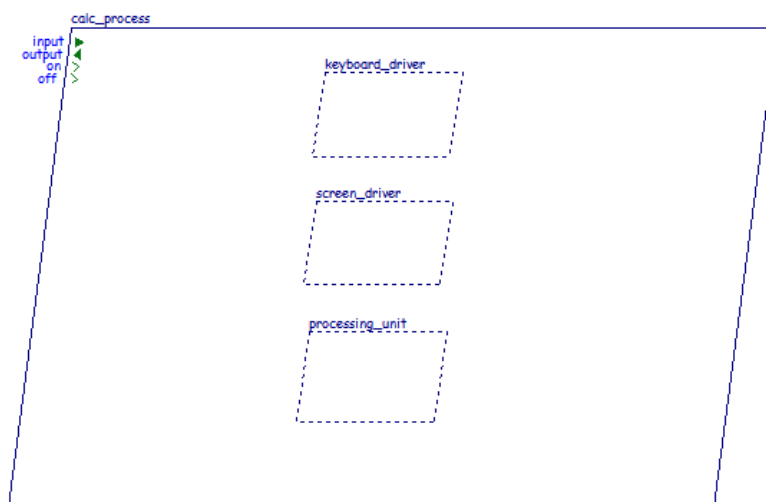 calc_process
input
output
on
off
keyboard_driver
screen_driver
processing_unit